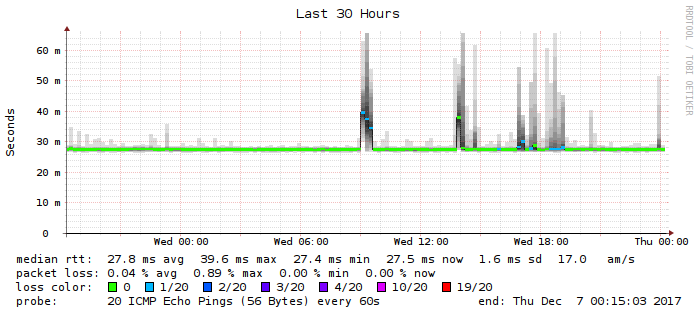 Last 30 Hours
RRDTOOL / TOBI OETIKER
Seconds
60 m
50 m
40 m
30 m
20 m
10 m
0
Wed 00:00 Wed 06:00 Wed 12:00 Wed 18:00 Thu 00:00
median rtt: 27.8 ms avg 39.6 ms max 27.4 ms min 27.5 ms now 1.6 ms sd 17.0 am/s
packet loss: 0.04 % avg 0.89 % max 0.00 % min 0.00 % now
loss color: 0 1/20 2/20 3/20 4/20 10/20 19/20
probe: 20 ICMP Echo Pings (56 Bytes) every 60s end: Thu Dec 7 00:15:03 2017